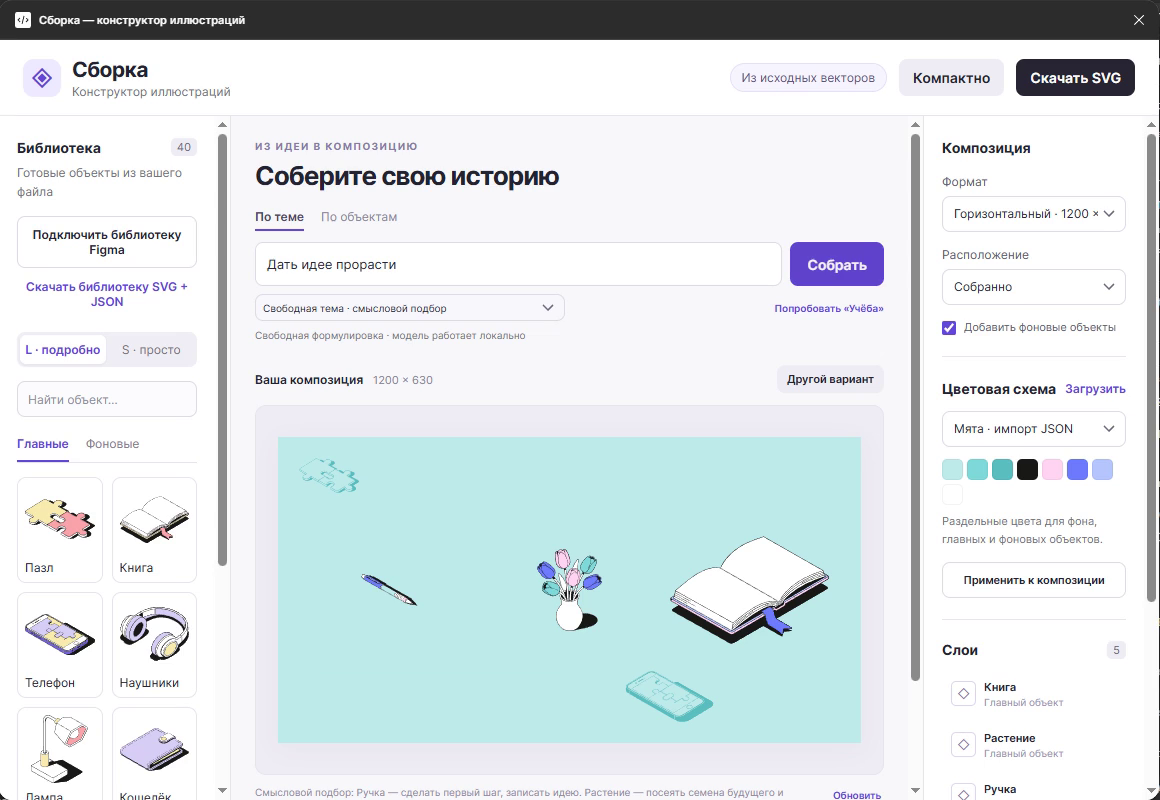 Сборка — конструктор иллюстраций
Сборка
Конструктор иллюстраций
Из исходных векторов
Компактно
Скачать SVG
Библиотека
40
Готовые объекты из вашего
файла
Подключить библиотеку
Figma
Скачать библиотеку SVG +
JSON
L · подробно
S · просто
Найти объект...
Главные
Фоновые
Пазл
Книга
Телефон
Наушники
Лампа
Кошелёк
ИЗ ИДЕИ В КОМПОЗИЦИЮ
Соберите свою историю
По теме
По объектам
Дать идее прорасти
Собрать
Свободная тема · смысловой подбор
Попробовать «Учёба»
Свободная формулировка · модель работает локально
Ваша композиция
1200 × 630
Другой вариант
Смысловой подбор: Ручка — сделать первый шаг, записать идею. Растение — посеять семена будущего и
Обновить
Композиция
Формат
Горизонтальный · 1200 ×
Расположение
Собранно
Добавить фоновые объекты
Цветовая схема
Загрузить
Мята · импорт JSON
Раздельные цвета для фона,
главных и фоновых объектов.
Применить к композиции
Слои
5
Книга
Главный объект
Растение
Главный объект
Ручка